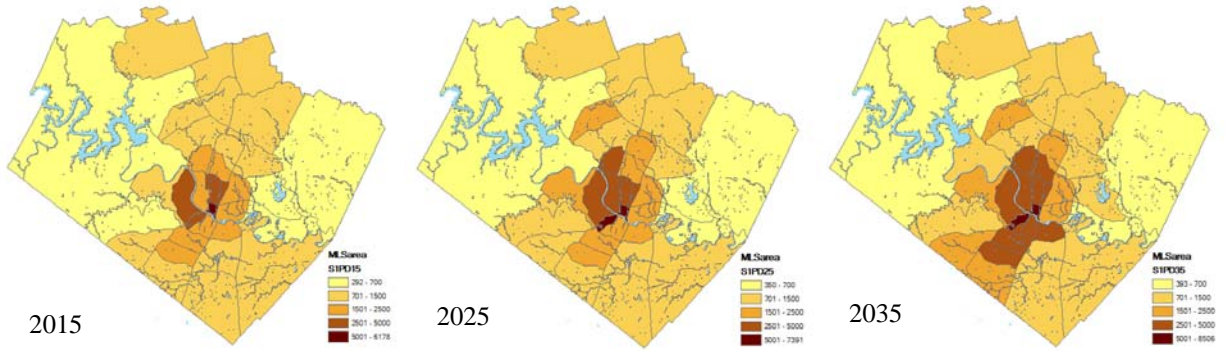 MLSarea
S1PD15
292 - 700
701 - 1500
1501 - 2500
2501 - 5000
5001 - 6178
2015
MLSarea
S1PD25
350 - 700
701 - 1500
1501 - 2500
2501 - 5000
5001 - 7391
2025
MLSarea
S1PD35
393 - 700
701 - 1500
1501 - 2500
2501 - 5000
5001 - 8506
2035